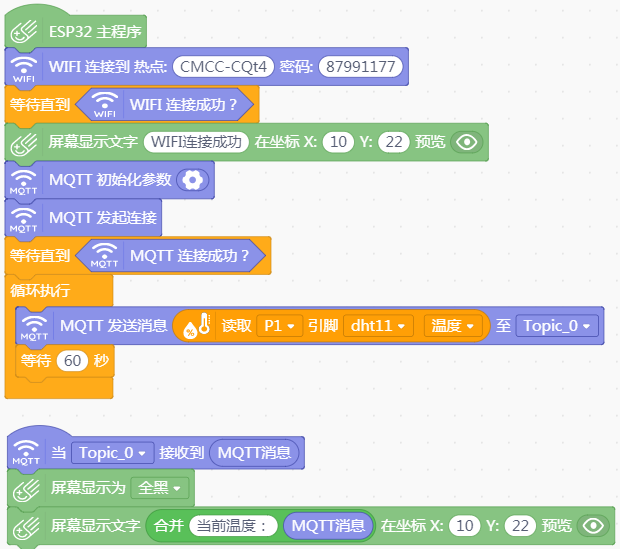 ESP32 主程序
WIFI WIFI 连接到 热点: CMCC-CQt4 密码: 87991177
等待直到 WIFI WIFI 连接成功？
屏幕显示文字 WIFI连接成功 在坐标 X: 10 Y: 22 预览
MQTT MQTT 初始化参数
MQTT MQTT 发起连接
等待直到 MQTT MQTT 连接成功？
循环执行
MQTT MQTT 发送消息 % 读取 P1 引脚 dht11 温度 至 Topic_0
等待 60 秒
MQTT 当 Topic_0 接收到 MQTT消息
屏幕显示为 全黑
屏幕显示文字 合并 当前温度： MQTT消息 在坐标 X: 10 Y: 22 预览